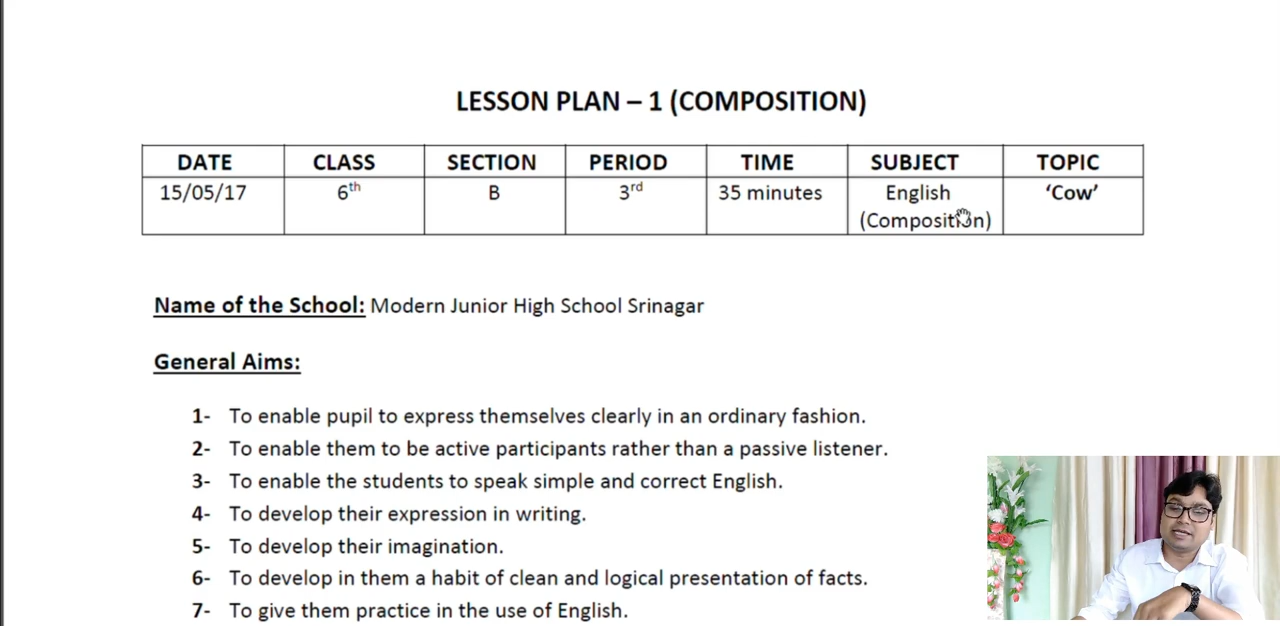 LESSON PLAN – 1 (COMPOSITION)
DATE CLASS SECTION PERIOD TIME SUBJECT TOPIC
15/05/17 6th B 3rd 35 minutes English ‘Cow’
(Composition)
Name of the School: Modern Junior High School Srinagar
General Aims:
1- To enable pupil to express themselves clearly in an ordinary fashion.
2- To enable them to be active participants rather than a passive listener.
3- To enable the students to speak simple and correct English.
4- To develop their expression in writing.
5- To develop their imagination.
6- To develop in them a habit of clean and logical presentation of facts.
7- To give them practice in the use of English.